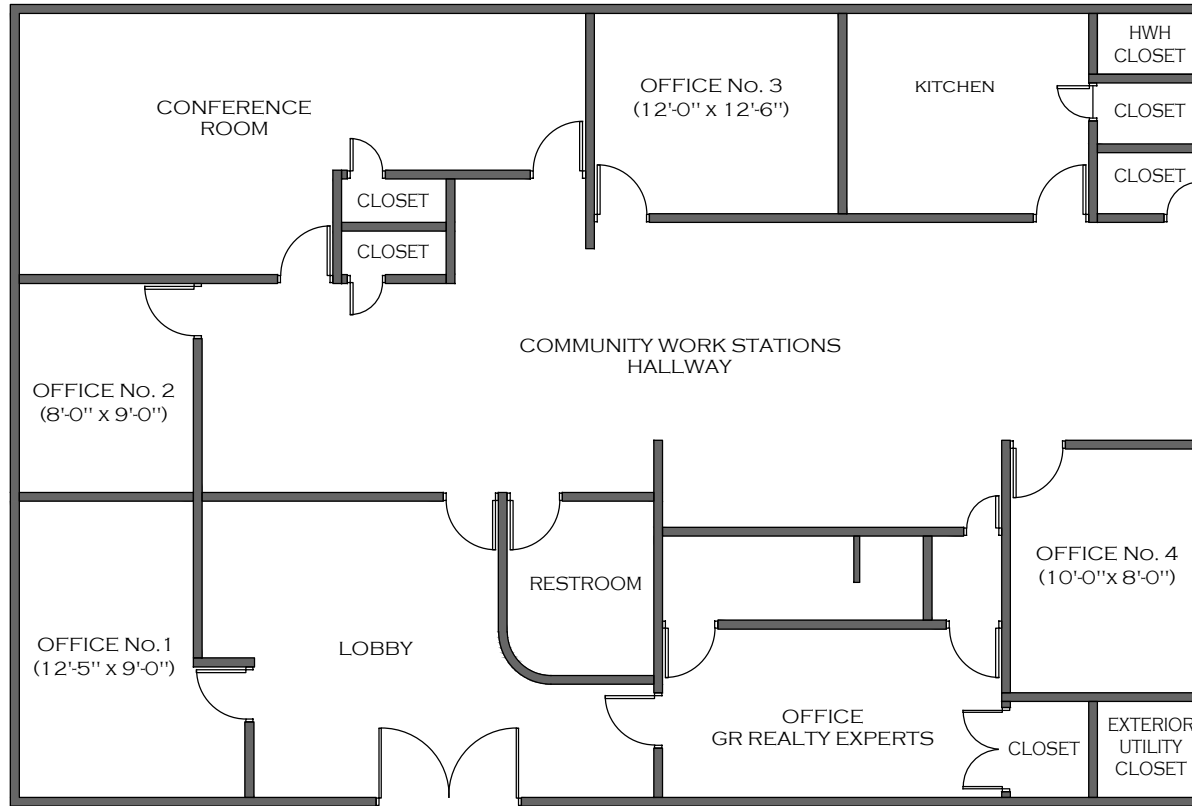 CONFERENCE
ROOM
OFFICE No. 3
(12'-0" x 12'-6")
KITCHEN
HWH
CLOSET
CLOSET
CLOSET
CLOSET
CLOSET
COMMUNITY WORK STATIONS
HALLWAY
OFFICE No. 2
(8'-0" x 9'-0")
OFFICE No.1
(12'-5" x 9'-0")
LOBBY
RESTROOM
OFFICE No. 4
(10'-0"x 8'-0")
OFFICE
GR REALTY EXPERTS
CLOSET
EXTERIOR
UTILITY
CLOSET